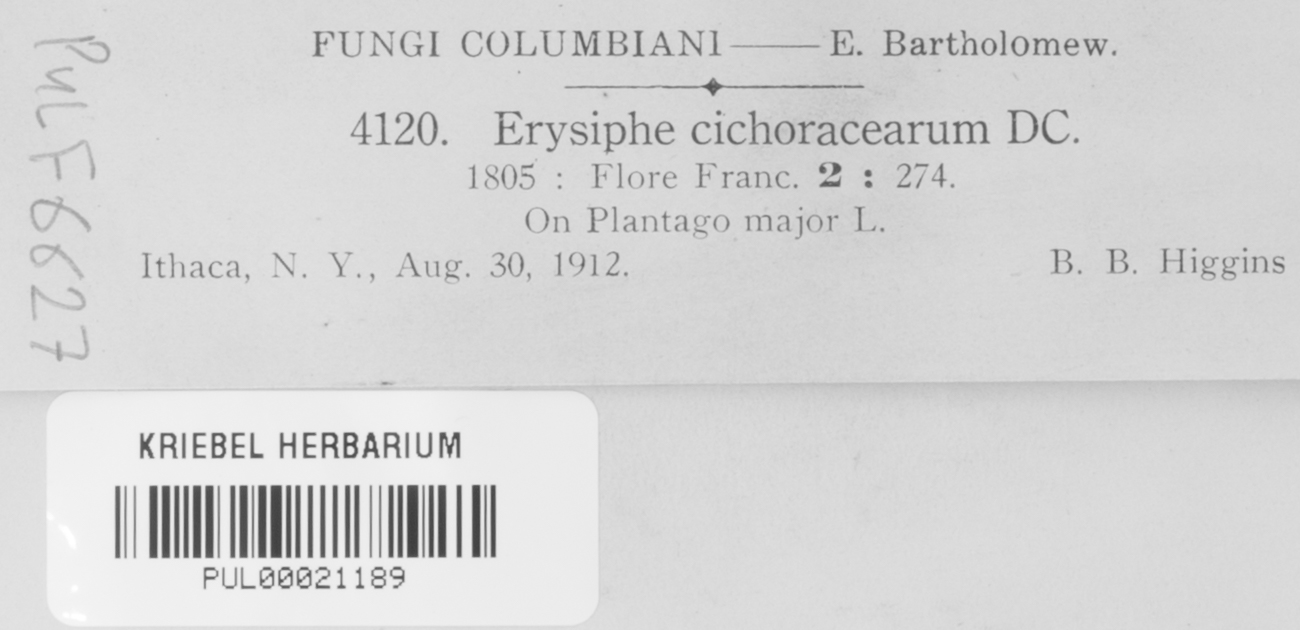 FUNGI COLUMBIANI —— E. Bartholomew.
4120. Erysiphe cichoracearum DC.
1805 : Flore Franc. 2 : 274.
On Plantago major L.
Ithaca, N. Y., Aug. 30, 1912. B. B. Higgins
PUL F6627
KRIEBEL HERBARIUM
PUL00021189